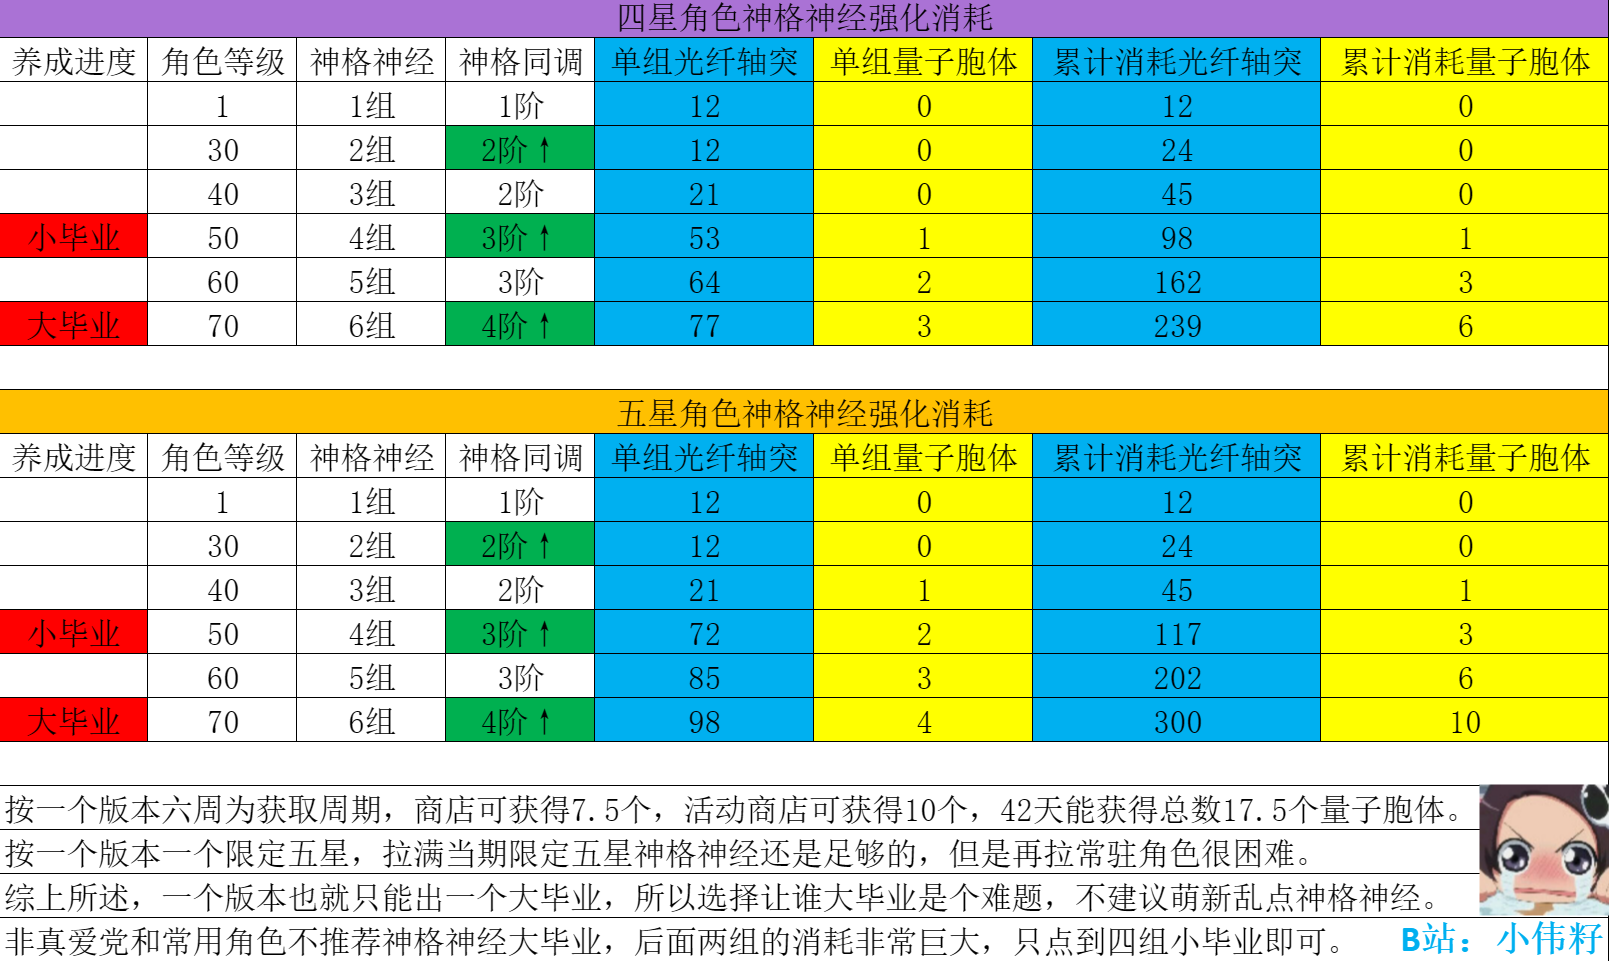 四星角色神格神经强化消耗
养成进度 角色等级 神格神经 神格同调 单组光纤轴突 单组量子胞体 累计消耗光纤轴突 累计消耗量子胞体
1 1组 1阶 12 0 12 0
30 2组 2阶↑ 12 0 24 0
40 3组 2阶 21 0 45 0
小毕业 50 4组 3阶↑ 53 1 98 1
60 5组 3阶 64 2 162 3
大毕业 70 6组 4阶↑ 77 3 239 6
五星角色神格神经强化消耗
养成进度 角色等级 神格神经 神格同调 单组光纤轴突 单组量子胞体 累计消耗光纤轴突 累计消耗量子胞体
1 1组 1阶 12 0 12 0
30 2组 2阶↑ 12 0 24 0
40 3组 2阶 21 1 45 1
小毕业 50 4组 3阶↑ 72 2 117 3
60 5组 3阶 85 3 202 6
大毕业 70 6组 4阶↑ 98 4 300 10
按一个版本六周为获取周期，商店可获得7.5个，活动商店可获得10个，42天能获得总数17.5个量子胞体。
按一个版本一个限定五星，拉满当期限定五星神格神经还是足够的，但是再拉常驻角色很困难。
综上所述，一个版本也就只能出一个大毕业，所以选择让谁大毕业是个难题，不建议萌新乱点神格神经。
非真爱党和常用角色不推荐神格神经大毕业，后面两组的消耗非常巨大，只点到四组小毕业即可。
B站：小伟籽